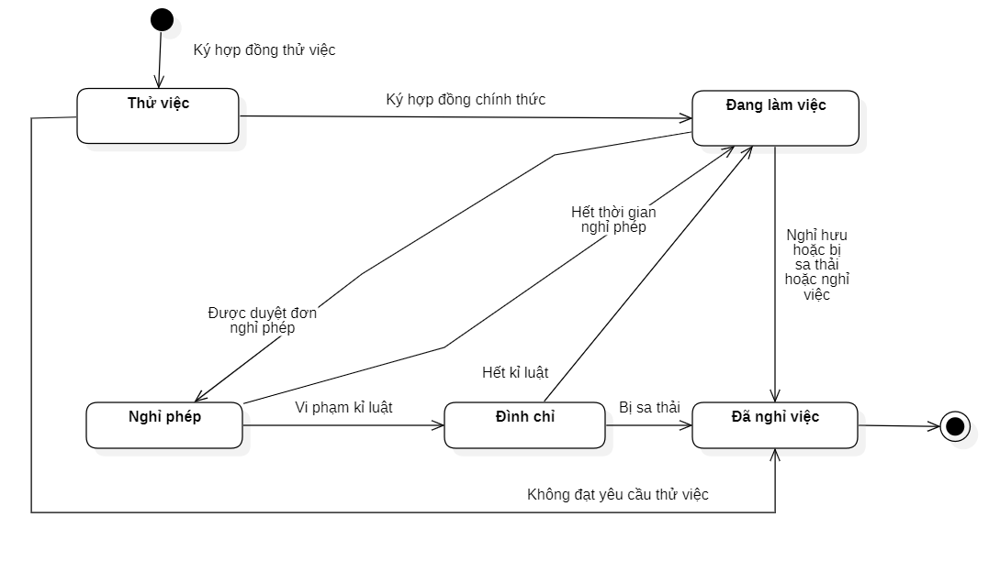 Ký hợp đồng thử việc
Thử việc
Ký hợp đồng chính thức
Đang làm việc
Hết thời gian
nghỉ phép
Nghỉ hưu
hoặc bị
sa thải
hoặc nghỉ
việc
Được duyệt đơn
nghỉ phép
Hết kỉ luật
Nghỉ phép
Vi phạm kỉ luật
Đình chỉ
Bị sa thải
Đã nghỉ việc
Không đạt yêu cầu thử việc